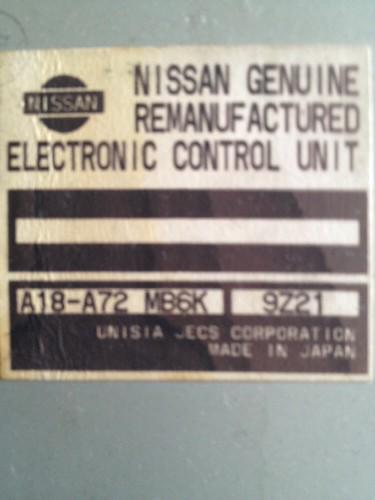 NISSAN
NISSAN GENUINE
REMANUFACTURED
ELECTRONIC CONTROL UNIT
A18-A72 MB6K 9Z21
UNISIA JECS CORPORATION
MADE IN JAPAN